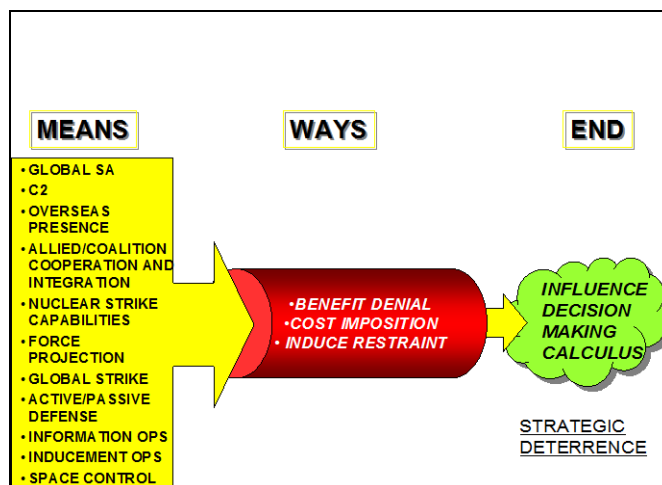 MEANS
WAYS
END
• GLOBAL SA
• C2
• OVERSEAS
PRESENCE
• ALLIED/COALITION
COOPERATION AND
INTEGRATION
• NUCLEAR STRIKE
CAPABILITIES
• FORCE
PROJECTION
• GLOBAL STRIKE
• ACTIVE/PASSIVE
DEFENSE
• INFORMATION OPS
• INDUCEMENT OPS
• SPACE CONTROL
•BENEFIT DENIAL
•COST IMPOSITION
• INDUCE RESTRAINT
INFLUENCE
DECISION
MAKING
CALCULUS
STRATEGIC
DETERRENCE